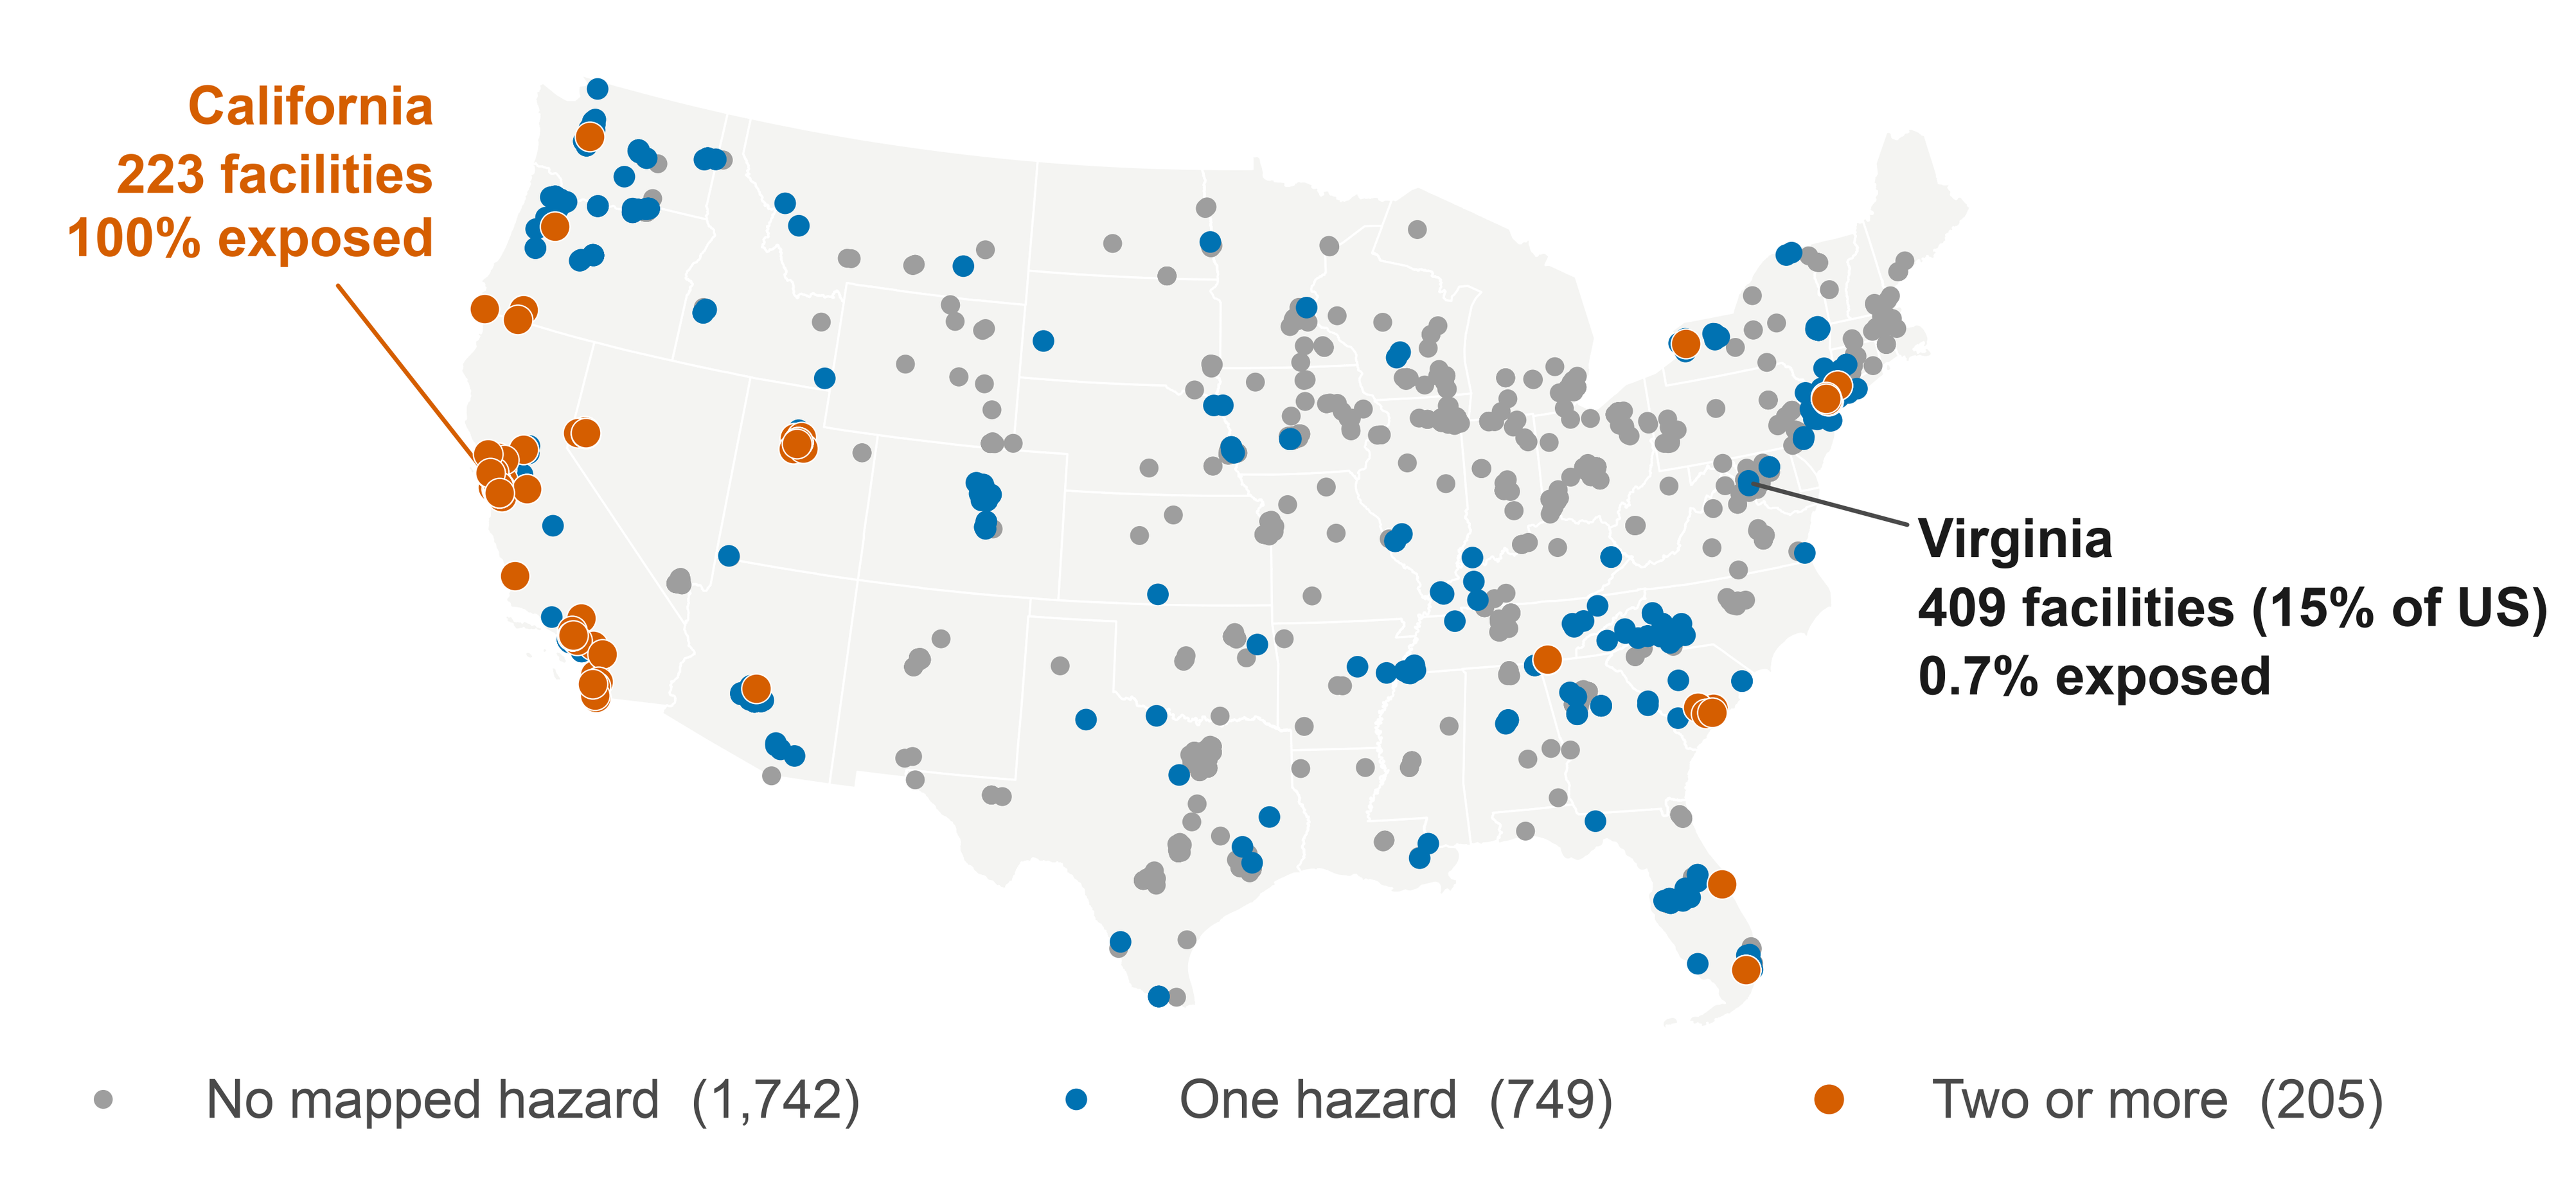 California
223 facilities
100% exposed
Virginia
409 facilities (15% of US)
0.7% exposed
No mapped hazard (1,742)
One hazard (749)
Two or more (205)